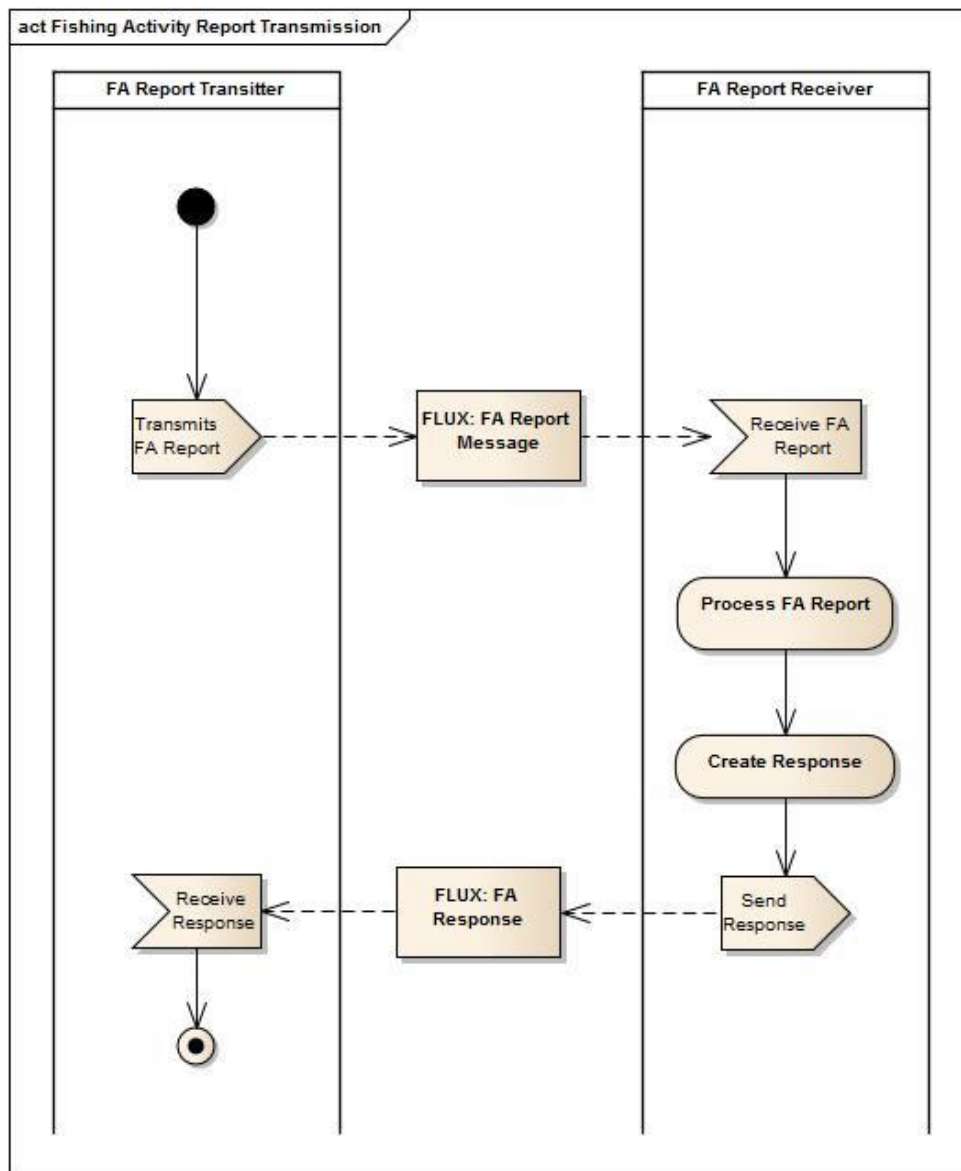 act Fishing Activity Report Transmission
FA Report Transitter
FA Report Receiver
Transmits
FA Report
FLUX: FA Report
Message
Receive FA
Report
Process FA Report
Create Response
Receive
Response
FLUX: FA
Response
Send
Response